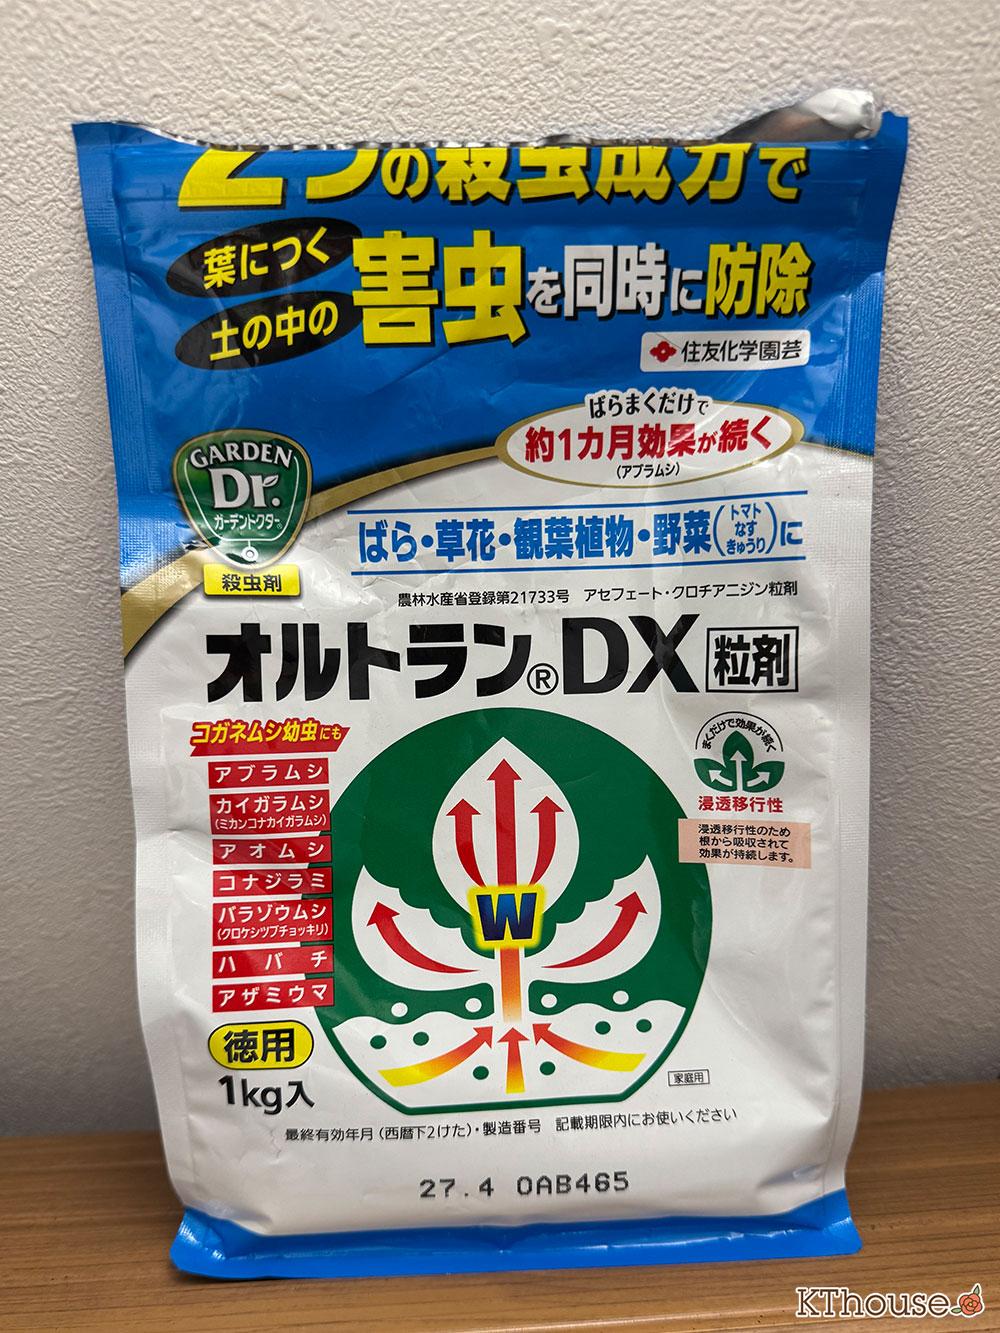 2つの殺虫成分で
葉につく
土の中の
害虫を同時に防除
住友化学園芸
ばらまくだけで
約1カ月効果が続く
(アブラムシ)
GARDEN
Dr.
ガーデンドクター®
殺虫剤
ばら・草花・観葉植物・野菜(トマト なす きゅうり)に
農林水産省登録第21733号 アセフェート・クロチアニジン粒剤
オルトラン®DX 粒剤
コガネムシ幼虫にも
アブラムシ
カイガラムシ
(ミカンコナカイガラムシ)
アオムシ
コナジラミ
バラゾウムシ
(クロケシツブチョッキリ)
ハバチ
アザミウマ
まくだけで効果が続く
浸透移行性
浸透移行性のため
根から吸収されて
効果が持続します。
W
徳用
1kg入
家庭用
最終有効年月(西暦下2けた)・製造番号 記載期限内にお使いください
27.4 0AB465
KThouse